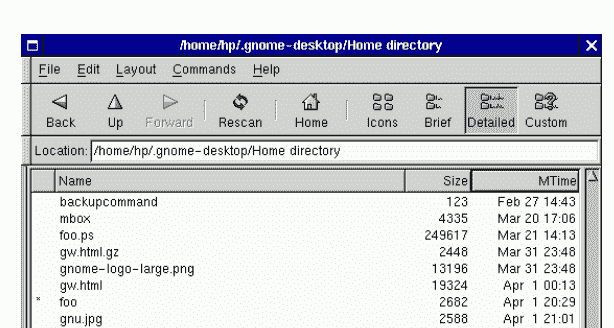 /home/hp/.gnome-desktop/Home directory
File Edit Layout Commands Help
Back Up Forward Rescan Home Icons Brief Detailed Custom
Location: /home/hp/.gnome-desktop/Home directory
Name Size MTime
backupcommand 123 Feb 27 14:43
mbox 4335 Mar 20 17:06
foo.ps 249617 Mar 21 14:13
gw.html.gz 2448 Mar 31 23:48
gnome-logo-large.png 13196 Mar 31 23:48
gw.html 19324 Apr 1 00:13
* foo 2682 Apr 1 20:29
gnu.jpg 2588 Apr 1 21:01